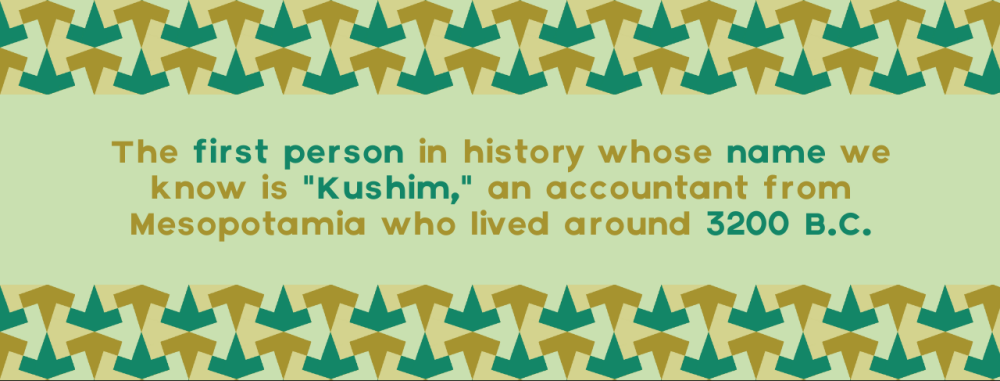 The first person in history whose name we
know is "Kushim," an accountant from
Mesopotamia who lived around 3200 B.C.